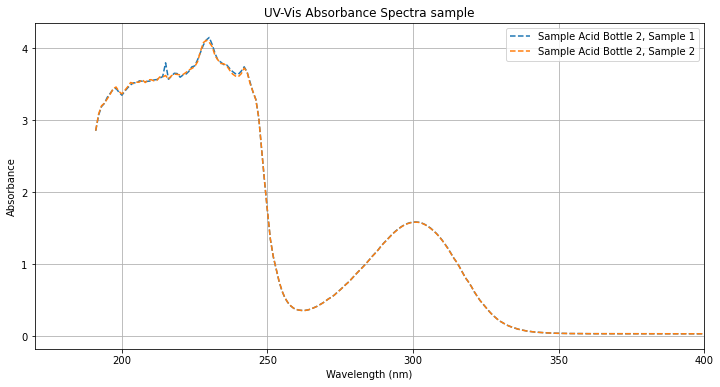 UV-Vis Absorbance Spectra sample
Sample Acid Bottle 2, Sample 1
Sample Acid Bottle 2, Sample 2
4
3
2
1
0
Absorbance
200
250
300
350
400
Wavelength (nm)